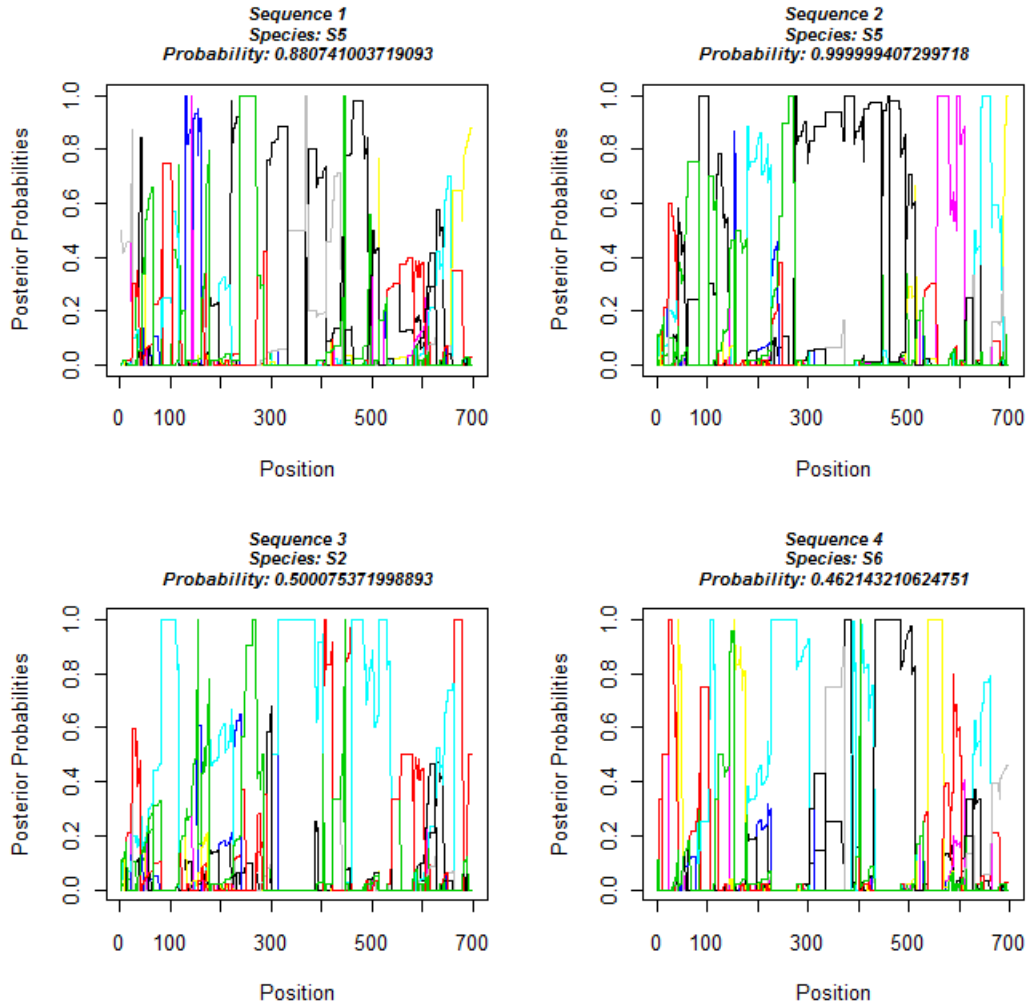 Sequence 1
Species: S5
Probability: 0.880741003719093
Posterior Probabilities
1.0
0.8
0.6
0.4
0.2
0.0
0 100 300 500 700
Position
Sequence 2
Species: S5
Probability: 0.999999407299718
Posterior Probabilities
1.0
0.8
0.6
0.4
0.2
0.0
0 100 300 500 700
Position
Sequence 3
Species: S2
Probability: 0.500075371998893
Posterior Probabilities
1.0
0.8
0.6
0.4
0.2
0.0
0 100 300 500 700
Position
Sequence 4
Species: S6
Probability: 0.462143210624751
Posterior Probabilities
1.0
0.8
0.6
0.4
0.2
0.0
0 100 300 500 700
Position